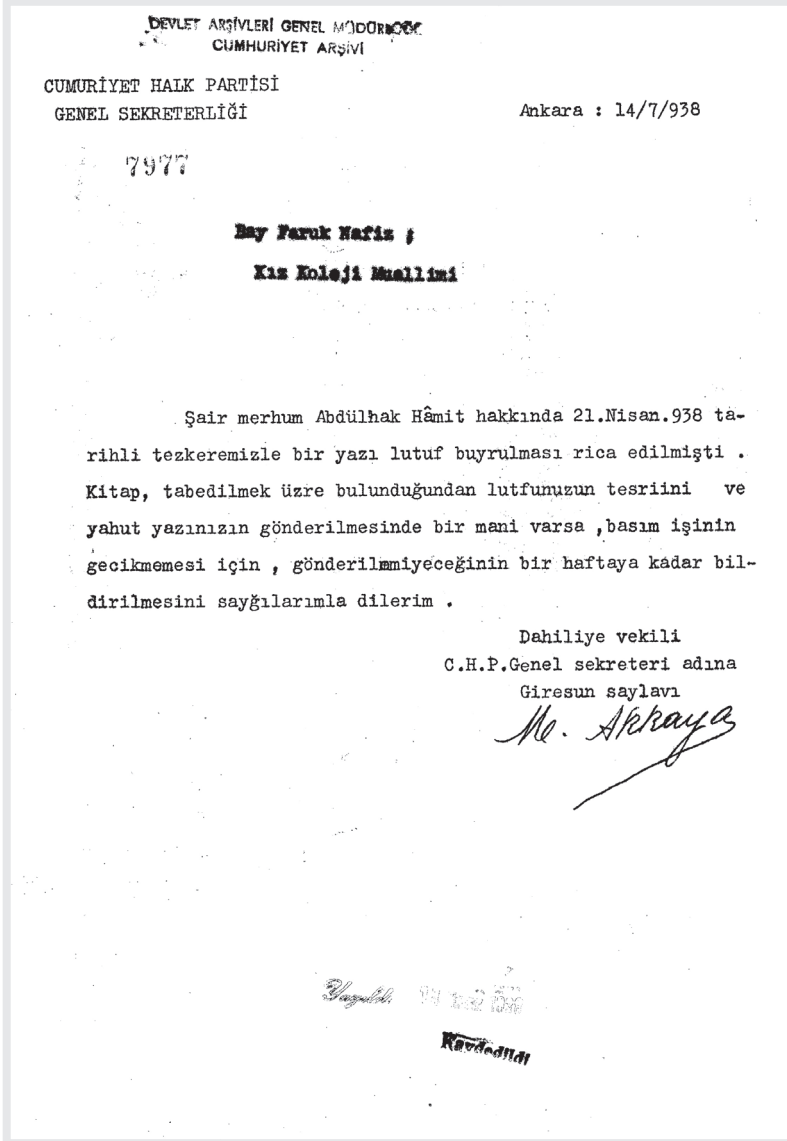 DEVLET ARŞİVLERİ GENEL MÜDÜRLÜĞÜ
CUMHURİYET ARŞİVİ
CUMURİYET HALK PARTİSİ
GENEL SEKRETERLİĞİ
Ankara : 14/7/938
7977
Bay Faruk Nafiz ;
Kız Koleji Muallimi
Şair merhum Abdülhak Hâmit hakkında 21.Nisan.938 ta-
rihli tezkeremizle bir yazı lutuf buyrulması rica edilmişti .
Kitap, tabedilmek üzre bulunduğundan lutfunuzun tesriini ve
yahut yazınızın gönderilmesinde bir mani varsa ,basım işinin
gecikmemesi için , gönderilmmiyeceğinin bir haftaya kadar bil-
dirilmesini sayğılarımla dilerim .
Dahiliye vekili
C.H.P.Genel sekreteri adına
Giresun saylavı
Me. Akkaya
Yazıldı.
Kaydedildi